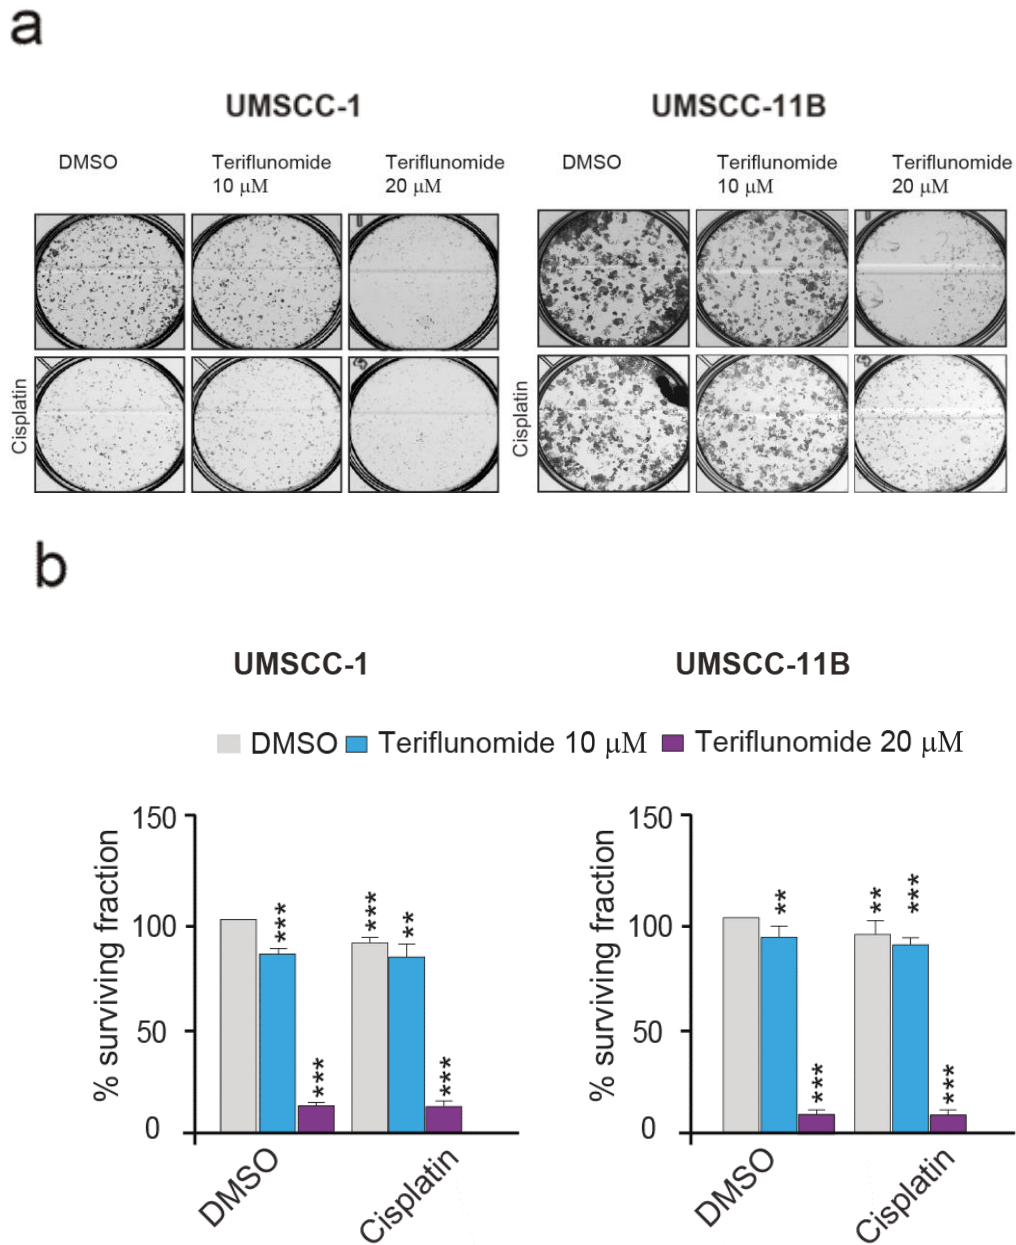 a
UMSCC-1
UMSCC-11B
DMSO
Teriflunomide
10 μM
Teriflunomide
20 μM
DMSO
Teriflunomide
10 μM
Teriflunomide
20 μM
Cisplatin
Cisplatin
b
UMSCC-1
UMSCC-11B
DMSO Teriflunomide 10 μM Teriflunomide 20 μM
% surviving fraction
150
100
50
0
***
***
***
**
***
DMSO
Cisplatin
% surviving fraction
150
100
50
0
**
***
**
***
***
DMSO
Cisplatin